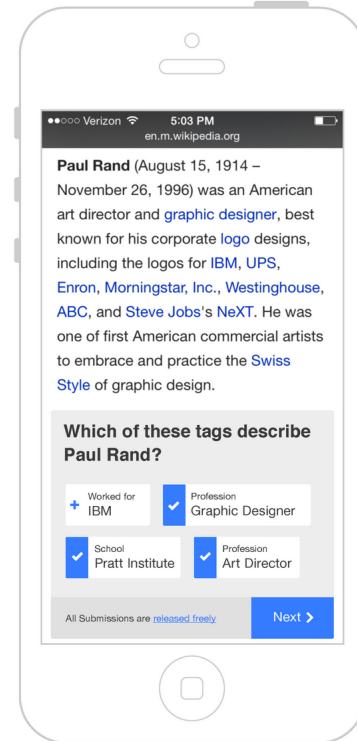 Verizon 5:03 PM
en.m.wikipedia.org
Paul Rand (August 15, 1914 –
November 26, 1996) was an American
art director and graphic designer, best
known for his corporate logo designs,
including the logos for IBM, UPS,
Enron, Morningstar, Inc., Westinghouse,
ABC, and Steve Jobs's NeXT. He was
one of first American commercial artists
to embrace and practice the Swiss
Style of graphic design.
Which of these tags describe
Paul Rand?
Worked for
IBM
Profession
Graphic Designer
School
Pratt Institute
Profession
Art Director
All Submissions are released freely
Next